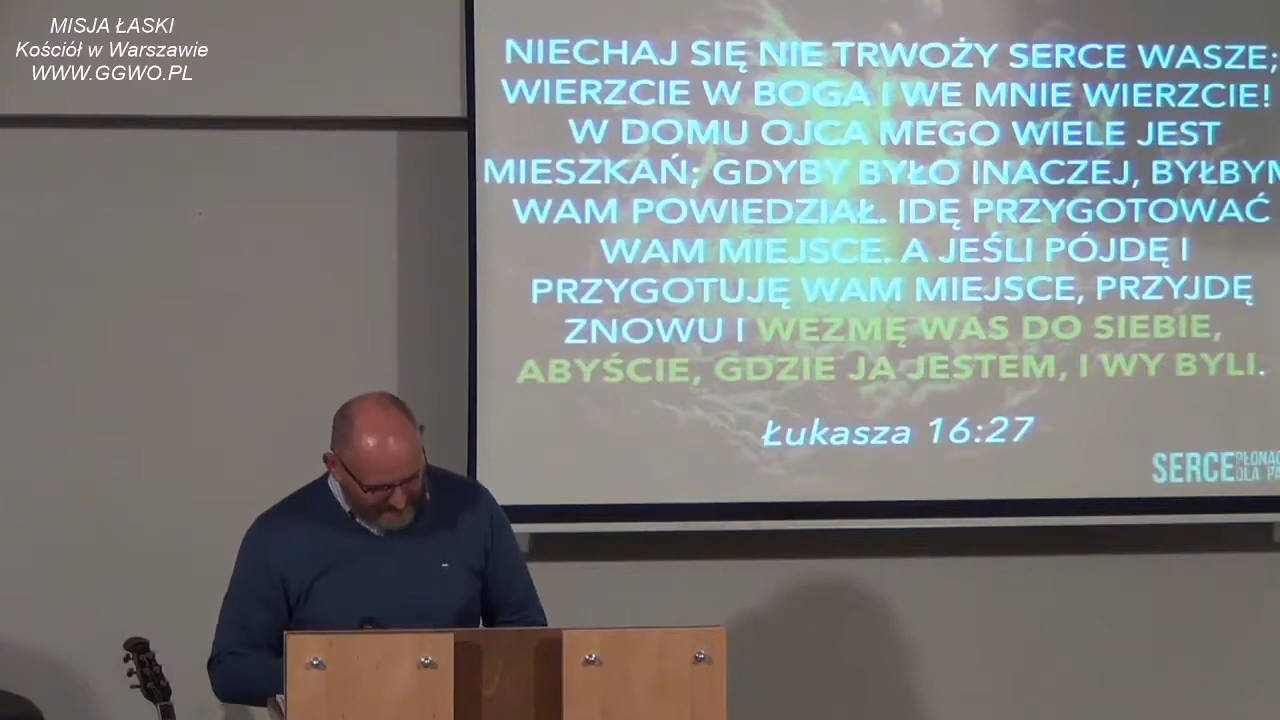 MISJA ŁASKI
Kościół w Warszawie
WWW.GGWO.PL
NIECHAJ SIĘ NIE TRWOŻY SERCE WASZE;
WIERZCIE W BOGA I WE MNIE WIERZCIE!
W DOMU OJCA MEGO WIELE JEST
MIESZKAŃ; GDYBY BYŁO INACZEJ, BYŁBYM
WAM POWIEDZIAŁ. IDĘ PRZYGOTOWAĆ
WAM MIEJSCE. A JEŚLI PÓJDĘ I
PRZYGOTUJĘ WAM MIEJSCE, PRZYJDĘ
ZNOWU I WEZMĘ WAS DO SIEBIE,
ABYŚCIE, GDZIE JA JESTEM, I WY BYLI.
Łukasza 16:27
SERCE
DLA